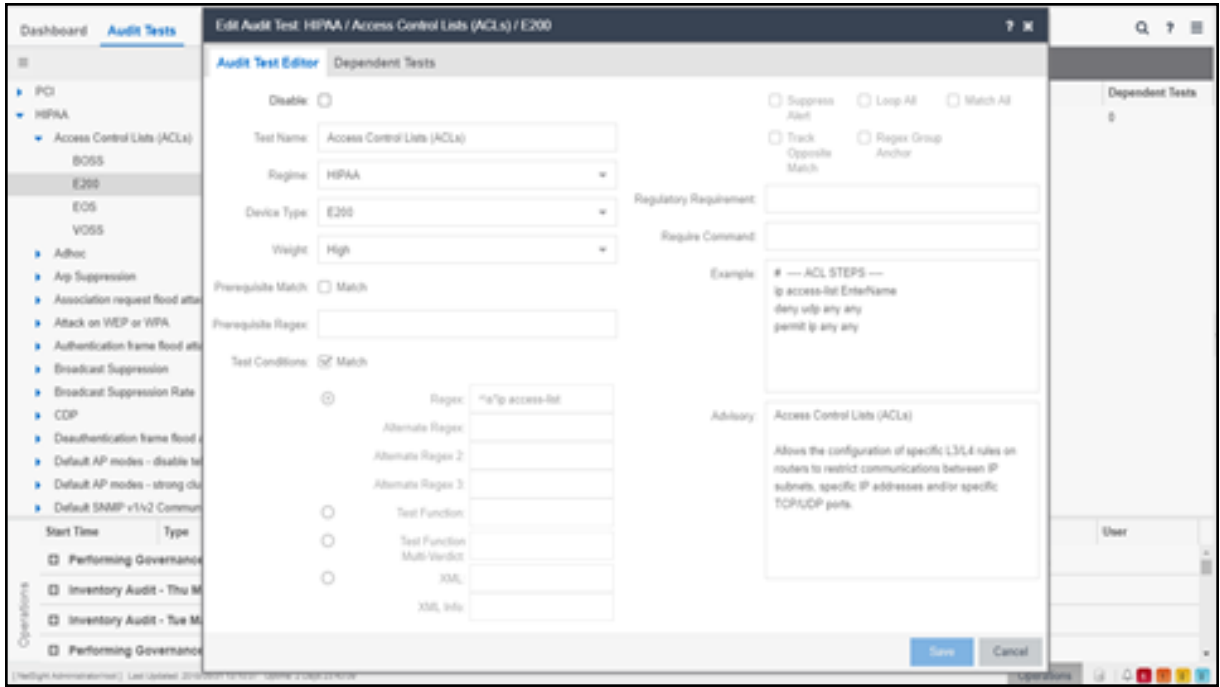 Dashboard Audit Tests
Edit Audit Test: HIPAA / Access Control Lists (ACLs) / E200
Audit Test Editor Dependent Tests
PCI
HIPAA
Access Control Lists (ACLs)
BOSS
E200
EOS
VOSS
Adhoc
Arp Suppression
Association request flood
Attack on WEP or WPA
Authentication frame flood
Broadcast Suppression
Broadcast Suppression Rate
CDP
Deauthentication frame flood
Default AP modes - disable
Default AP modes - strong
Default SNMP v1/v2
Disable:
Test Name: Access Control Lists (ACLs)
Regime: HIPAA
Device Type: E200
Weight: High
Prerequisite Match: Match
Prerequisite Regex:
Test Conditions: Match
Regex: ip access-list
Alternate Regex:
Alternate Regex 2:
Alternate Regex 3:
Test Function:
Test Function
Multi-Verdict:
XML:
XML Info:
Suppress
Alert
Loop All
Match All
Track
Opposite
Match
Regex Group
Anchor
Regulatory Requirement:
Require Command:
Example:
# ---- ACL STEPS ----
ip access-list EnterName
deny udp any any
permit ip any any
Advisory:
Access Control Lists (ACLs)
Allows the configuration of specific L3/L4 rules on
routers to restrict communications between IP
subnets, specific IP addresses and/or specific
TCP/UDP ports.
Save Cancel
Dependent Tests
0
Start Time Type User
Operations
Performing Governance
Inventory Audit - Thu
Inventory Audit - Tue
Performing Governance
Operations